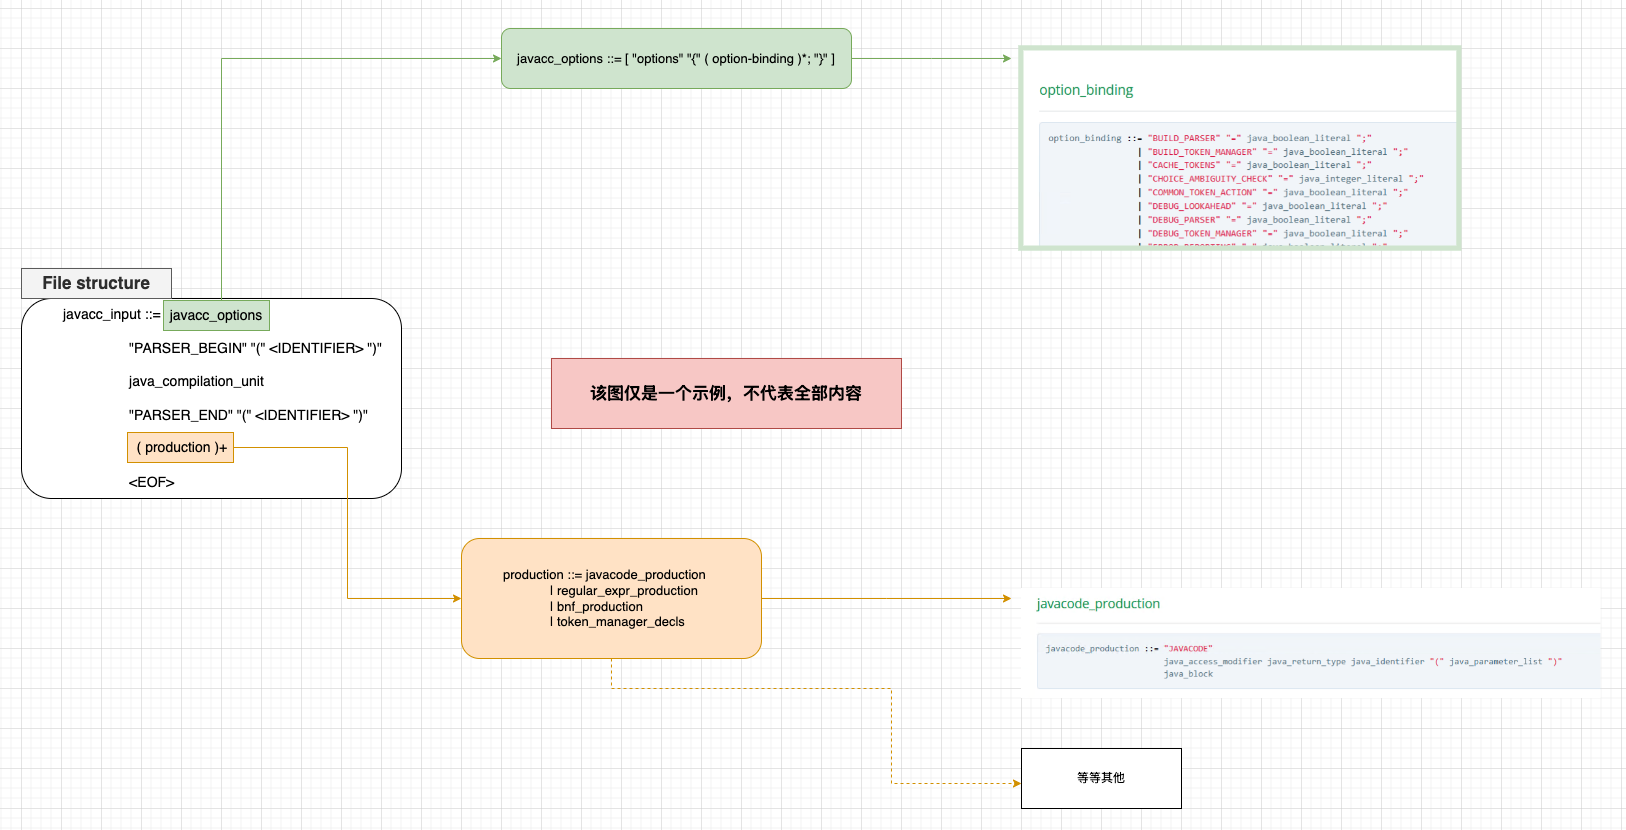 javacc_options ::= [ "options" "{" ( option-binding )*; "}" ]
option_binding
option_binding ::= "BUILD_PARSER" "=" java_boolean_literal ";"
| "BUILD_TOKEN_MANAGER" "=" java_boolean_literal ";"
| "CACHE_TOKENS" "=" java_boolean_literal ";"
| "CHOICE_AMBIGUITY_CHECK" "=" java_integer_literal ";"
| "COMMON_TOKEN_ACTION" "=" java_boolean_literal ";"
| "DEBUG_LOOKAHEAD" "=" java_boolean_literal ";"
| "DEBUG_PARSER" "=" java_boolean_literal ";"
| "DEBUG_TOKEN_MANAGER" "=" java_boolean_literal ";"
File structure
javacc_input ::= javacc_options
"PARSER_BEGIN" "(" <IDENTIFIER> ")"
java_compilation_unit
"PARSER_END" "(" <IDENTIFIER> ")"
( production )+
<EOF>
该图仅是一个示例，不代表全部内容
production ::= javacode_production
| regular_expr_production
| bnf_production
| token_manager_decls
javacode_production
javacode_production ::= "JAVACODE"
java_access_modifier java_return_type java_identifier "(" java_parameter_list ")"
java_block
等等其他